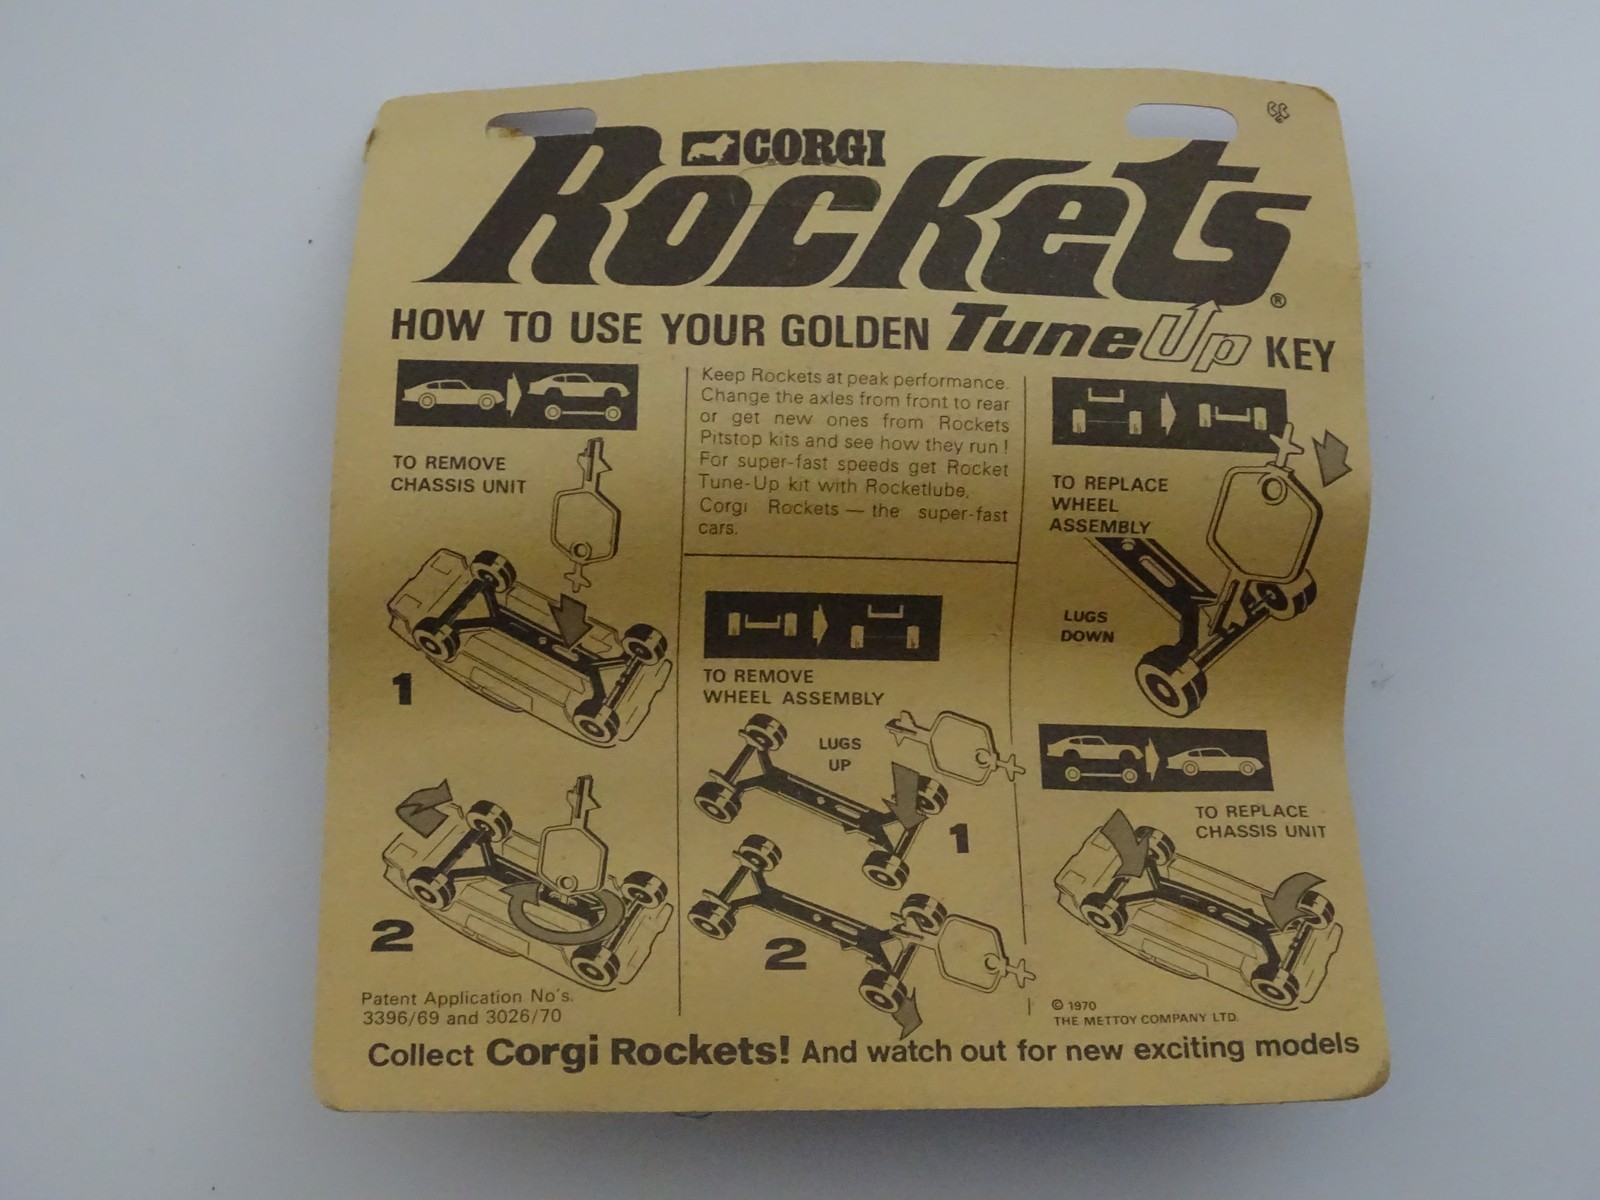 CORGI
Rockets®
HOW TO USE YOUR GOLDEN Tune Up KEY
TO REMOVE
CHASSIS UNIT
1
2
Patent Application No's.
3396/69 and 3026/70
Keep Rockets at peak performance.
Change the axles from front to rear
or get new ones from Rockets
Pitstop kits and see how they run!
For super-fast speeds get Rocket
Tune-Up kit with Rocketlube.
Corgi Rockets — the super-fast
cars.
TO REMOVE
WHEEL ASSEMBLY
LUGS
UP
1
2
TO REPLACE
WHEEL
ASSEMBLY
LUGS
DOWN
TO REPLACE
CHASSIS UNIT
© 1970
THE METTOY COMPANY LTD.
Collect Corgi Rockets! And watch out for new exciting models